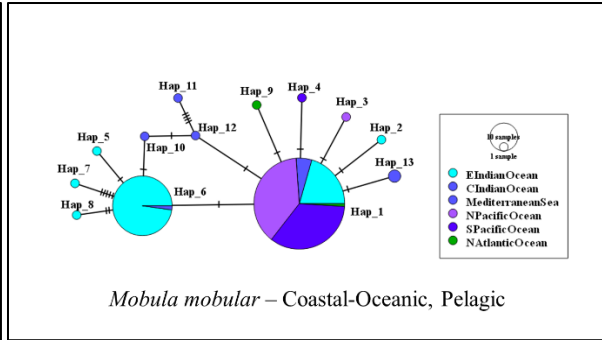 Hap_11
Hap_9
Hap_4
Hap_3
Hap_2
Hap_12
Hap_5
Hap_10
Hap_13
Hap_7
Hap_6
Hap_8
Hap_1
10 samples
1 sample
EIndianOcean
CIndianOcean
MediterraneanSea
NPacificOcean
SPacificOcean
NAtlanticOcean
Mobula mobular – Coastal-Oceanic, Pelagic